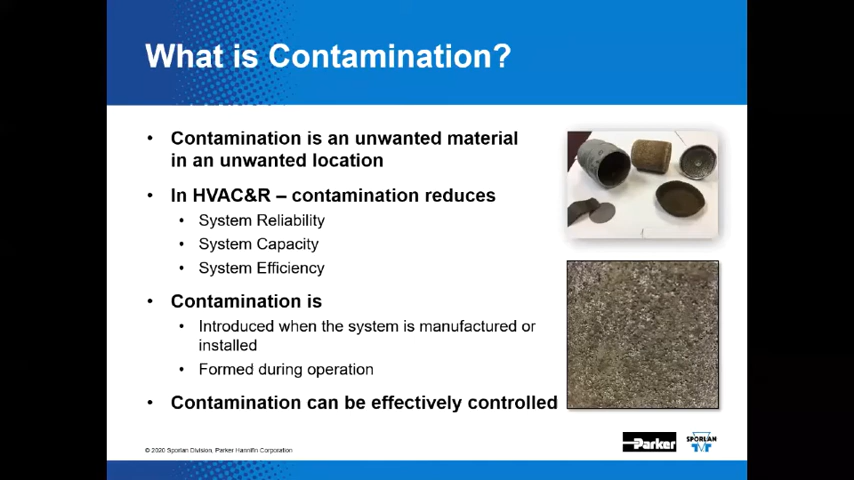 What is Contamination?
• Contamination is an unwanted material
in an unwanted location
• In HVAC&R – contamination reduces
• System Reliability
• System Capacity
• System Efficiency
• Contamination is
• Introduced when the system is manufactured or
installed
• Formed during operation
• Contamination can be effectively controlled
© 2020 Sporlan Division, Parker Hannifin Corporation
Parker
SPORLAN